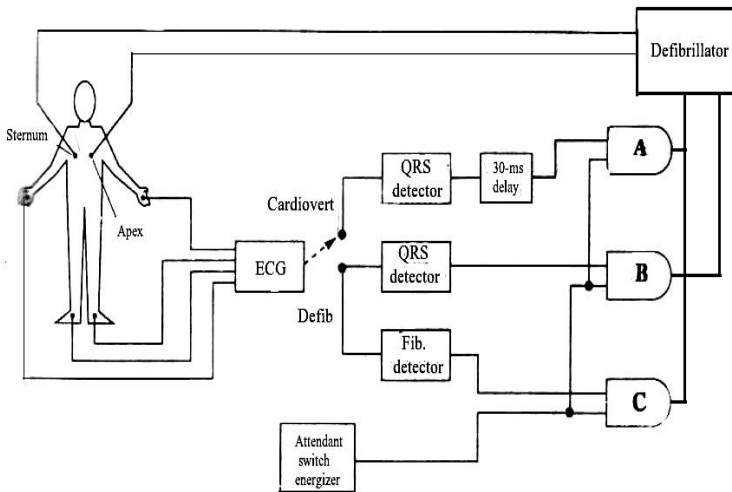 Defibrillator
Sternum
Apex
Cardiovert
Defib
ECG
QRS
detector
30-ms
delay
QRS
detector
Fib.
detector
Attendant
switch
energizer
A
B
C